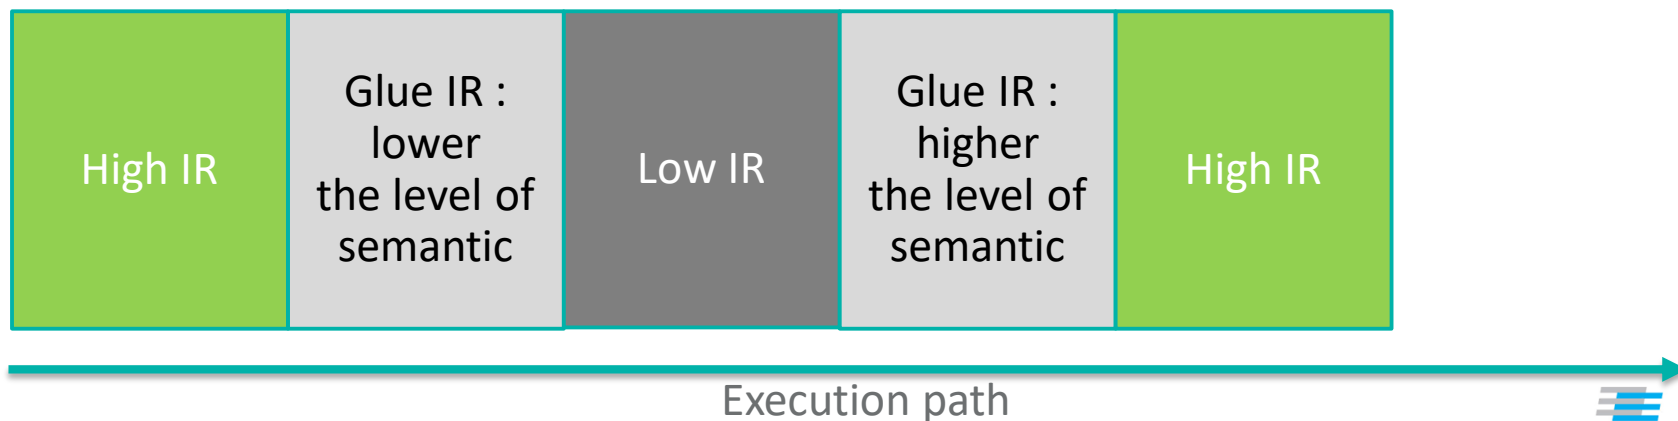 High IR
Glue IR :
lower
the level of
semantic
Low IR
Glue IR :
higher
the level of
semantic
High IR
Execution path